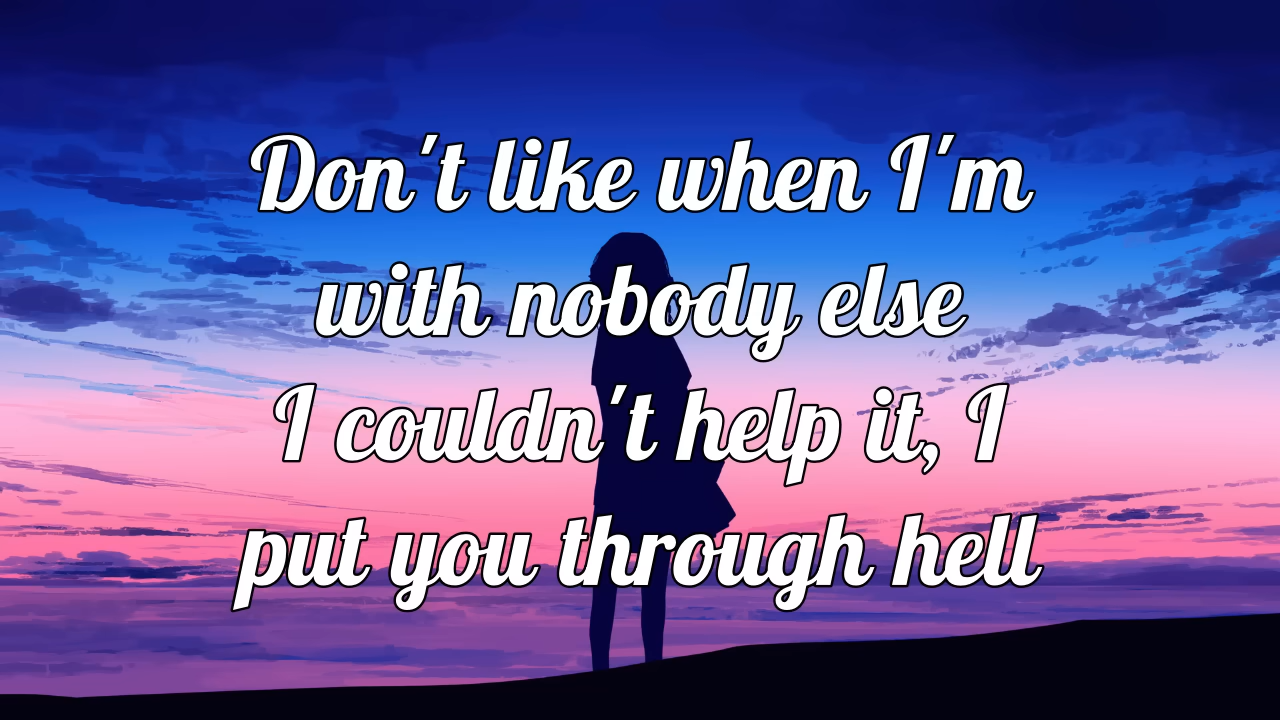 Don't like when I'm
with nobody else
I couldn't help it, I
put you through hell